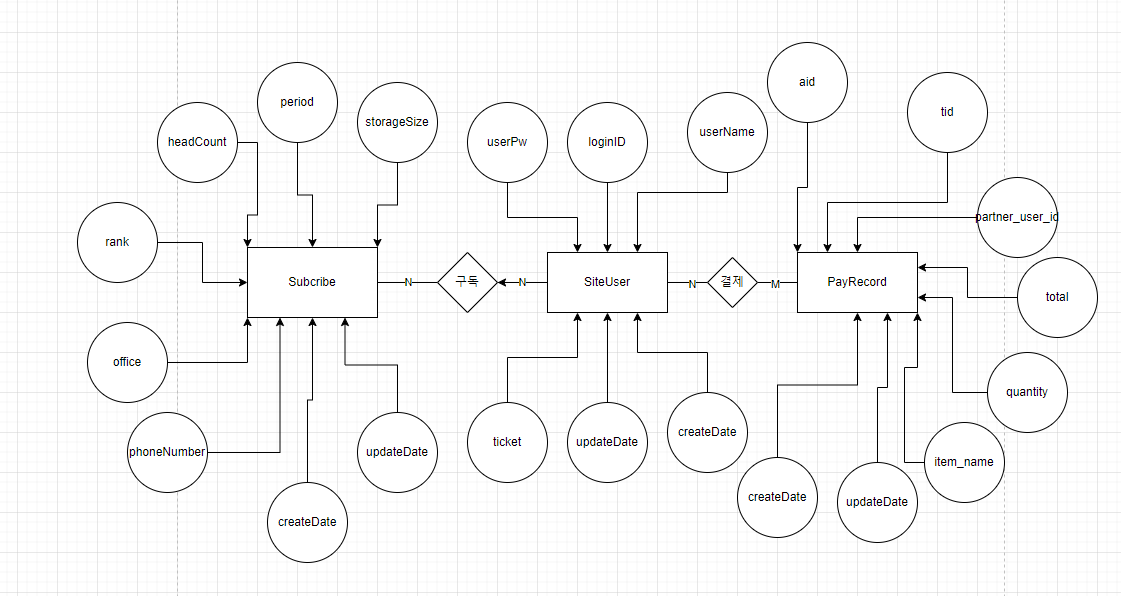 aid
period
tid
storageSize
userName
headCount
userPw
loginID
partner_user_id
rank
Subcribe
N
구독
N
SiteUser
N
결제
M
PayRecord
total
office
quantity
phoneNumber
updateDate
ticket
updateDate
createDate
item_name
createDate
updateDate
createDate